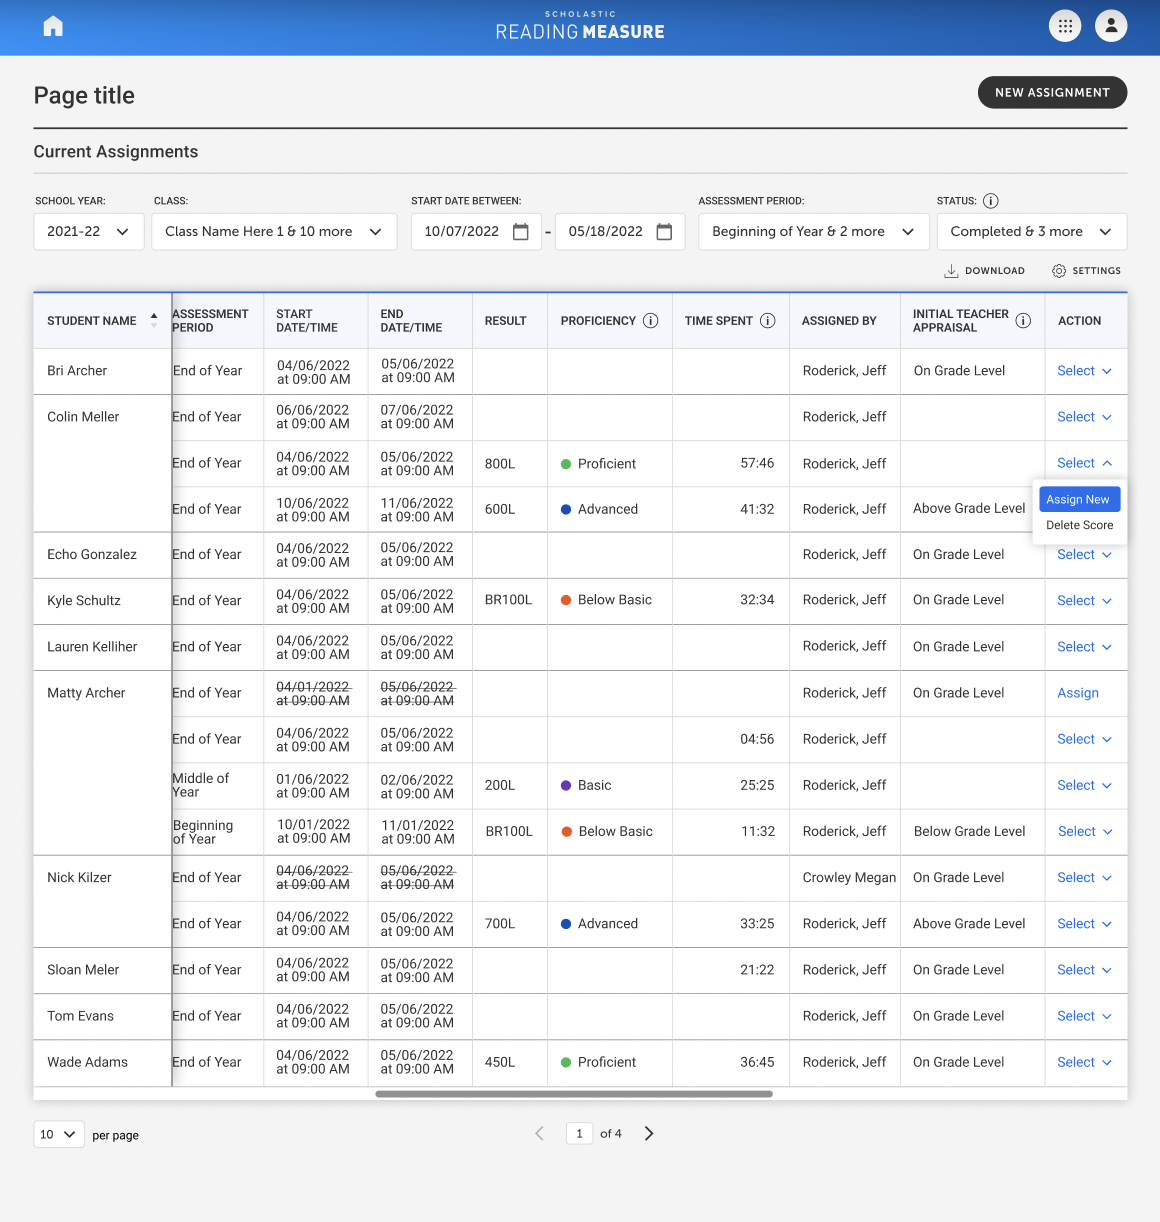 SCHOLASTIC
READING MEASURE
Page title
NEW ASSIGNMENT
Current Assignments
SCHOOL YEAR: CLASS: START DATE BETWEEN: ASSESSMENT PERIOD: STATUS:
2021-22 Class Name Here 1 & 10 more 10/07/2022 - 05/18/2022 Beginning of Year & 2 more Completed & 3 more
DOWNLOAD SETTINGS
STUDENT NAME ASSESSMENT PERIOD START DATE/TIME END DATE/TIME RESULT PROFICIENCY TIME SPENT ASSIGNED BY INITIAL TEACHER APPRAISAL ACTION
Bri Archer End of Year 04/06/2022 at 09:00 AM 05/06/2022 at 09:00 AM Roderick, Jeff On Grade Level Select
Colin Meller End of Year 06/06/2022 at 09:00 AM 07/06/2022 at 09:00 AM Roderick, Jeff Select
End of Year 04/06/2022 at 09:00 AM 05/06/2022 at 09:00 AM 800L Proficient 57:46 Roderick, Jeff Select
End of Year 10/06/2022 at 09:00 AM 11/06/2022 at 09:00 AM 600L Advanced 41:32 Roderick, Jeff Above Grade Level
Assign New
Delete Score
Echo Gonzalez End of Year 04/06/2022 at 09:00 AM 05/06/2022 at 09:00 AM Roderick, Jeff On Grade Level Select
Kyle Schultz End of Year 04/06/2022 at 09:00 AM 05/06/2022 at 09:00 AM BR100L Below Basic 32:34 Roderick, Jeff On Grade Level Select
Lauren Kelliher End of Year 04/06/2022 at 09:00 AM 05/06/2022 at 09:00 AM Roderick, Jeff On Grade Level Select
Matty Archer End of Year 04/01/2022 at 09:00 AM 05/06/2022 at 09:00 AM Roderick, Jeff On Grade Level Assign
End of Year 04/06/2022 at 09:00 AM 05/06/2022 at 09:00 AM 04:56 Roderick, Jeff Select
Middle of Year 01/06/2022 at 09:00 AM 02/06/2022 at 09:00 AM 200L Basic 25:25 Roderick, Jeff Select
Beginning of Year 10/01/2022 at 09:00 AM 11/01/2022 at 09:00 AM BR100L Below Basic 11:32 Roderick, Jeff Below Grade Level Select
Nick Kilzer End of Year 04/06/2022 at 09:00 AM 05/06/2022 at 09:00 AM Crowley Megan On Grade Level Select
End of Year 04/06/2022 at 09:00 AM 05/06/2022 at 09:00 AM 700L Advanced 33:25 Roderick, Jeff Above Grade Level Select
Sloan Meler End of Year 04/06/2022 at 09:00 AM 05/06/2022 at 09:00 AM 21:22 Roderick, Jeff On Grade Level Select
Tom Evans End of Year 04/06/2022 at 09:00 AM 05/06/2022 at 09:00 AM Roderick, Jeff On Grade Level Select
Wade Adams End of Year 04/06/2022 at 09:00 AM 05/06/2022 at 09:00 AM 450L Proficient 36:45 Roderick, Jeff On Grade Level Select
10 per page 1 of 4